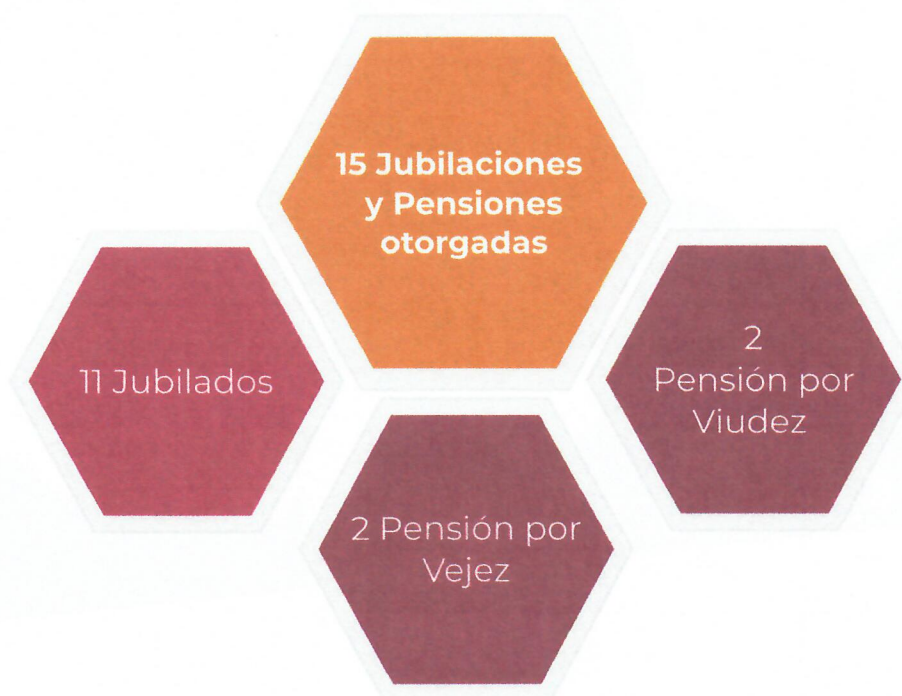 15 Jubilaciones
y Pensiones
otorgadas
11 Jubilados
2
Pensión por
Viudez
2 Pensión por
Vejez